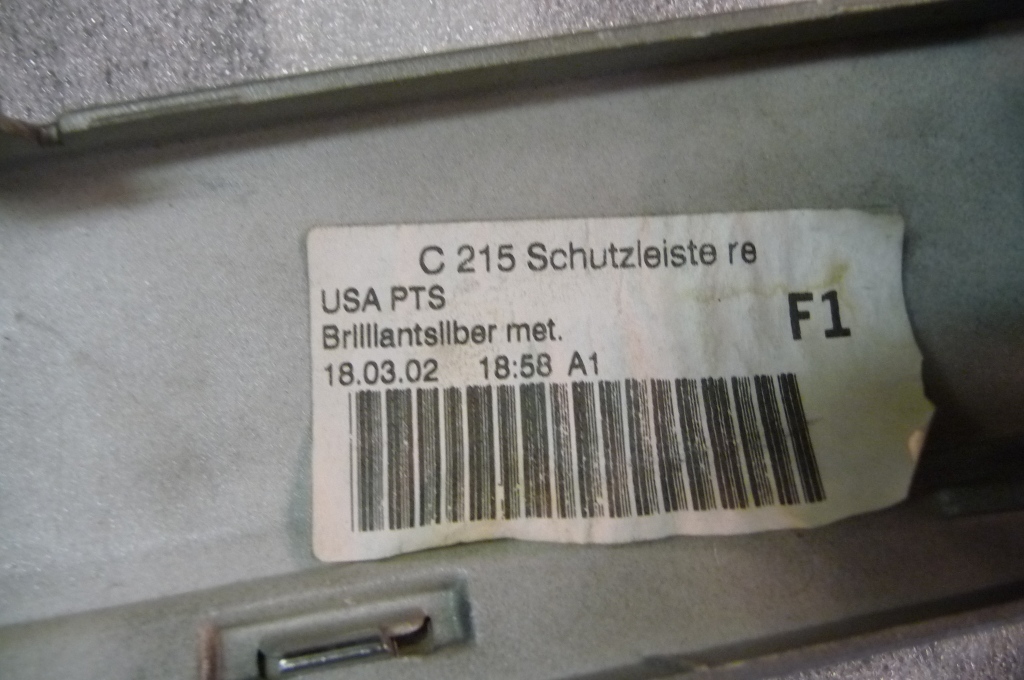 C 215 Schutzleiste re
USA PTS
Brillantsilber met.
F1
18.03.02 18:58 A1